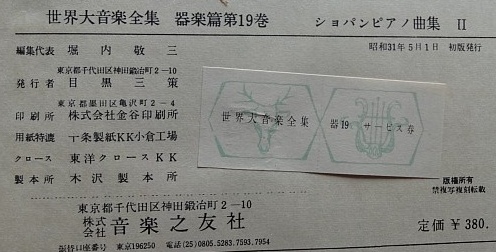 世界大音楽全集 器楽篇第19巻 ショパンピアノ曲集 II
昭和31年5月1日 初版発行
編集代表 堀内敬三
東京都千代田区神田鍛冶町2-10
発行者 目黒三策
東京都墨田区亀沢町2-4
印刷所 株式会社金谷印刷所
用紙特漉 十条製紙KK小倉工場
クロース 東洋クロースKK
製本所 木沢製本所
世界大音楽全集
器19 サービス券
版権所有
禁複写複刻転載
東京都千代田区神田鍛冶町2-10
株式会社 音楽之友社
振替口座番号 東京196250 電話(25)0805.5283.7593.7954
定価 ¥380.